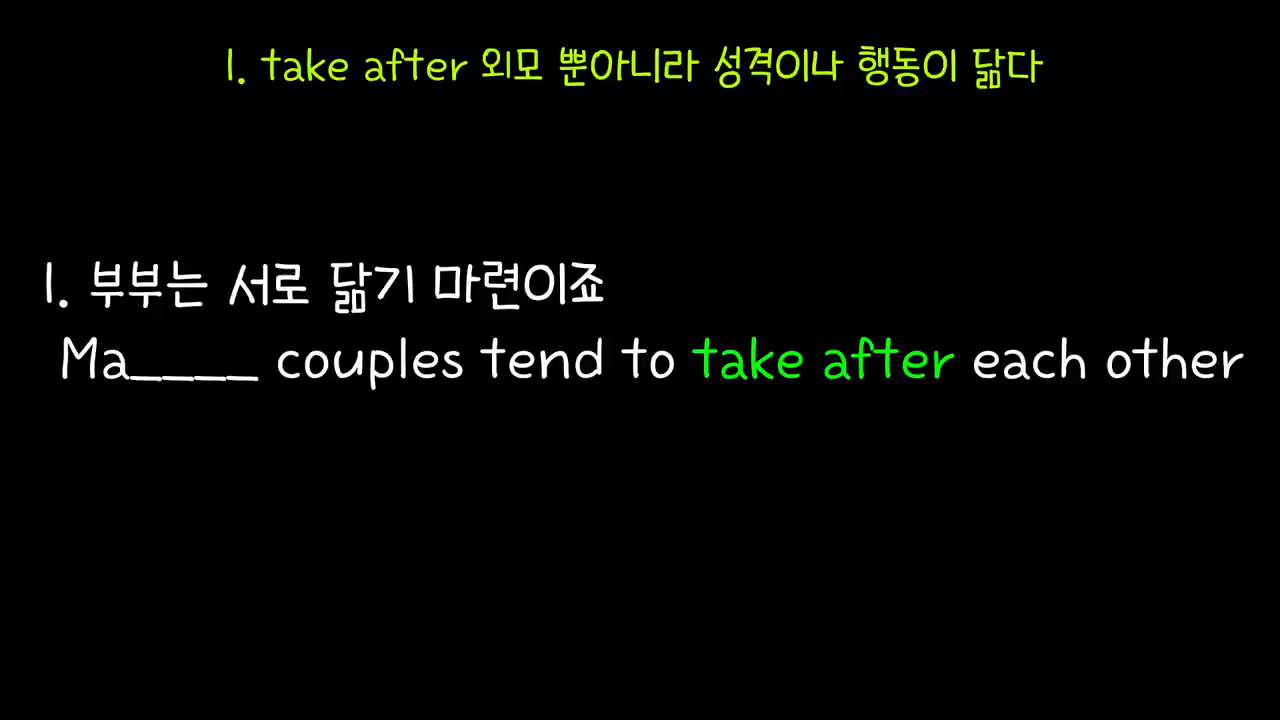 1. take after 외모 뿐아니라 성격이나 행동이 닮다
1. 부부는 서로 닮기 마련이죠
Ma____ couples tend to take after each other